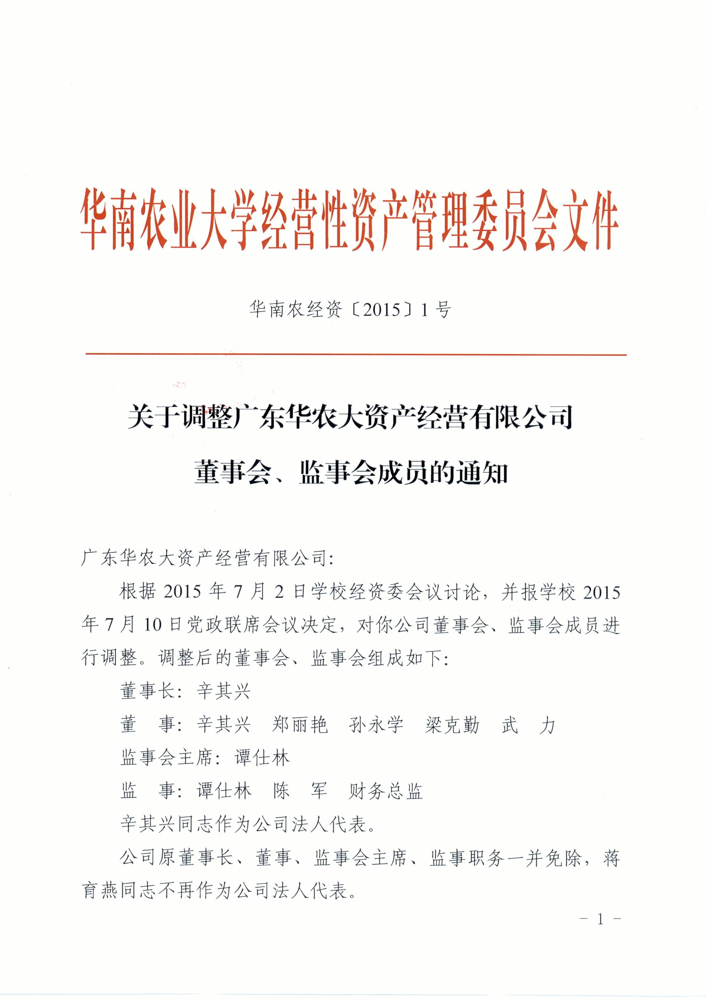 华南农业大学经营性资产管理委员会文件
华南农经资〔2015〕1 号
关于调整广东华农大资产经营有限公司
董事会、监事会成员的通知
广东华农大资产经营有限公司:
根据 2015 年 7 月 2 日学校经资委会议讨论，并报学校 2015
年 7 月 10 日党政联席会议决定，对你公司董事会、监事会成员进
行调整。调整后的董事会、监事会组成如下：
董事长：辛其兴
董　事：辛其兴　郑丽艳　孙永学　梁克勤　武　力
监事会主席：谭仕林
监　事：谭仕林　陈　军　财务总监
辛其兴同志作为公司法人代表。
公司原董事长、董事、监事会主席、监事职务一并免除，蒋
育燕同志不再作为公司法人代表。
- 1 -